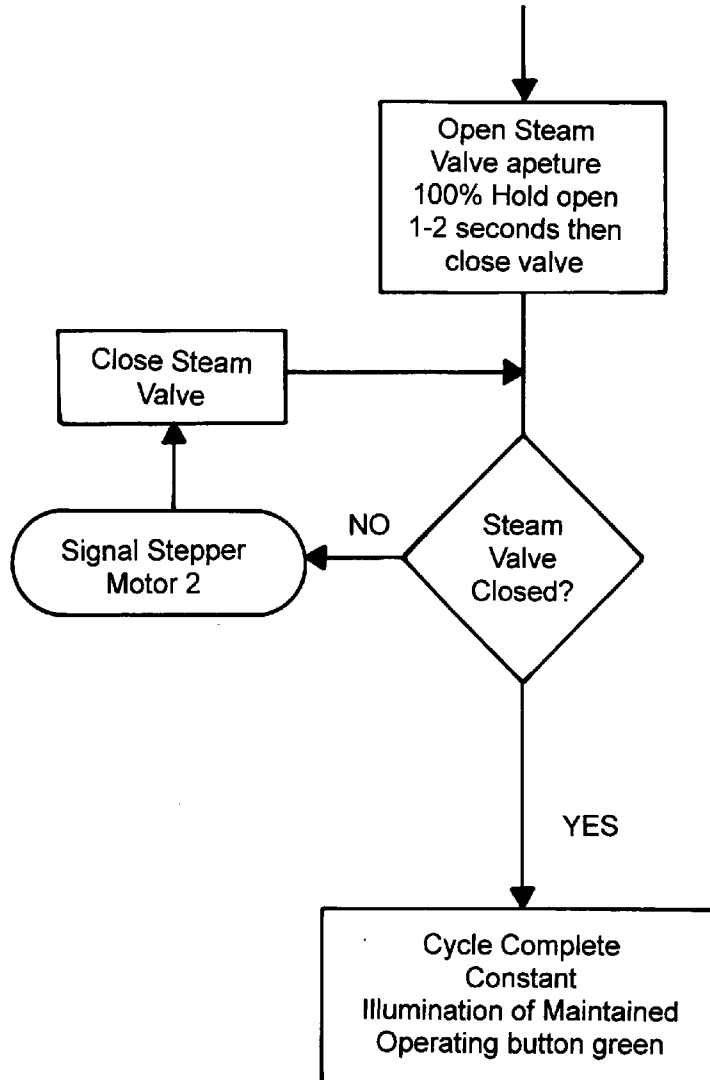 Open Steam
Valve apeture
100% Hold open
1-2 seconds then
close valve
Close Steam
Valve
Signal Stepper
Motor 2
NO
Steam
Valve
Closed?
YES
Cycle Complete
Constant
Illumination of Maintained
Operating button green